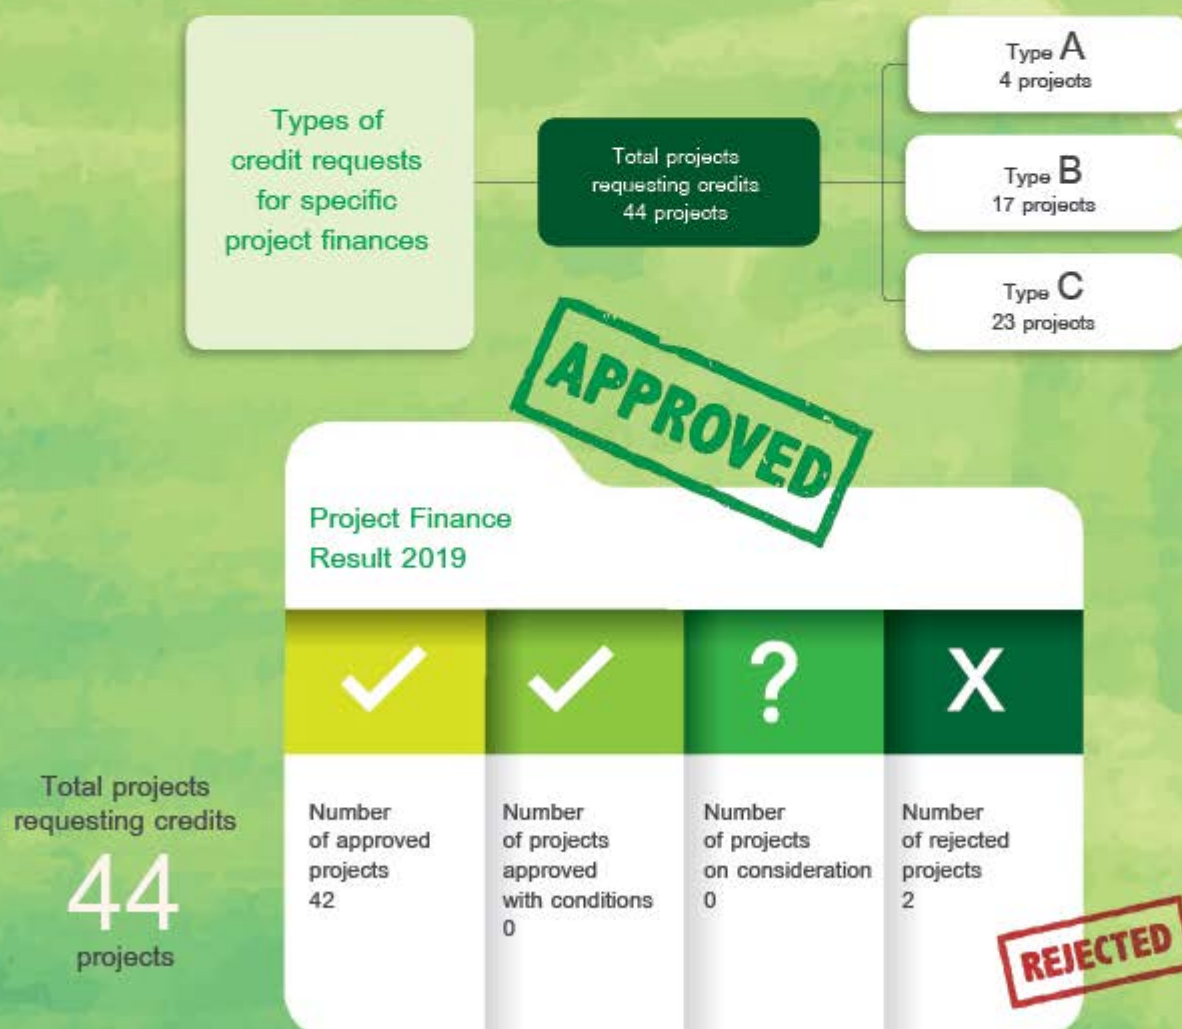 Types of
credit requests
for specific
project finances
Total projects
requesting credits
44 projects
Type A
4 projects
Type B
17 projects
Type C
23 projects
APPROVED
Project Finance
Result 2019
?
X
Total projects
requesting credits
44
projects
Number
of approved
projects
42
Number
of projects
approved
with conditions
0
Number
of projects
on consideration
0
Number
of rejected
projects
2
REJECTED